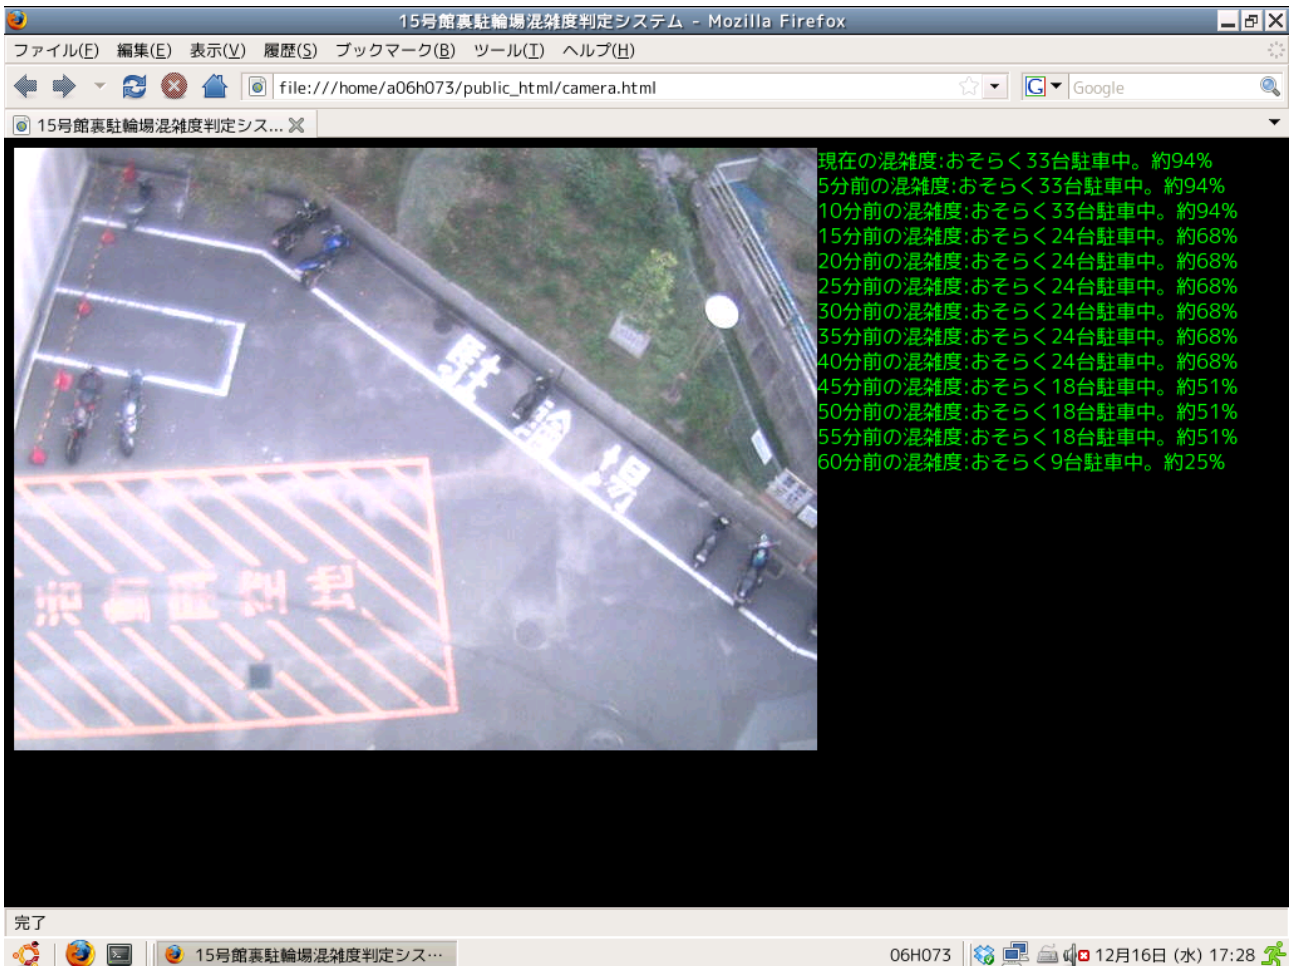 15号館裏駐輪場混雑度判定システム - Mozilla Firefox
ファイル(F) 編集(E) 表示(V) 履歴(S) ブックマーク(B) ツール(T) ヘルプ(H)
file:///home/a06h073/public_html/camera.html
G Google
15号館裏駐輪場混雑度判定シス...
現在の混雑度:おそらく33台駐車中。約94%
5分前の混雑度:おそらく33台駐車中。約94%
10分前の混雑度:おそらく33台駐車中。約94%
15分前の混雑度:おそらく24台駐車中。約68%
20分前の混雑度:おそらく24台駐車中。約68%
25分前の混雑度:おそらく24台駐車中。約68%
30分前の混雑度:おそらく24台駐車中。約68%
35分前の混雑度:おそらく24台駐車中。約68%
40分前の混雑度:おそらく24台駐車中。約68%
45分前の混雑度:おそらく18台駐車中。約51%
50分前の混雑度:おそらく18台駐車中。約51%
55分前の混雑度:おそらく18台駐車中。約51%
60分前の混雑度:おそらく9台駐車中。約25%
駐輪場
活動用空地
完了
15号館裏駐輪場混雑度判定シス…
06H073
12月16日 (水) 17:28